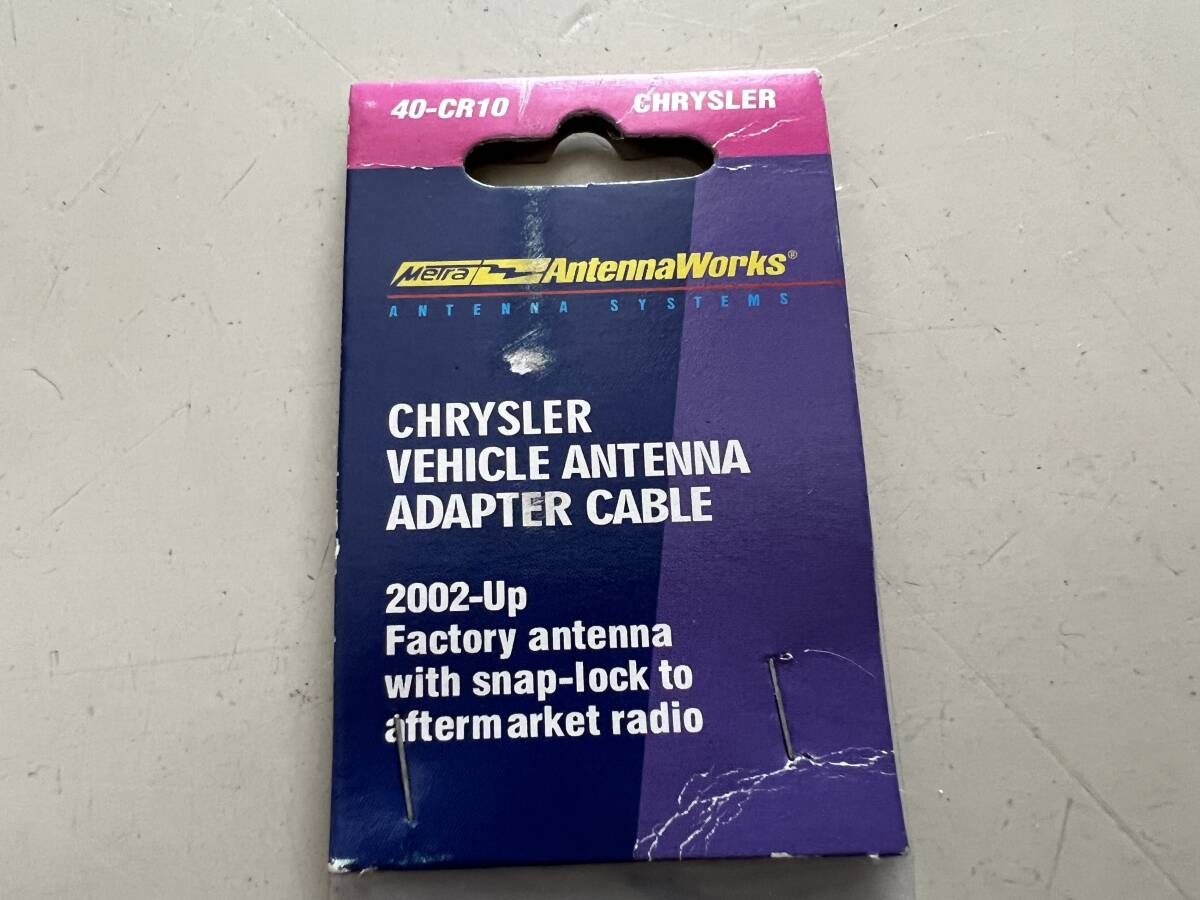 40-CR10 CHRYSLER
Metra AntennaWorks®
ANTENNA SYSTEMS
CHRYSLER
VEHICLE ANTENNA
ADAPTER CABLE
2002-Up
Factory antenna
with snap-lock to
aftermarket radio